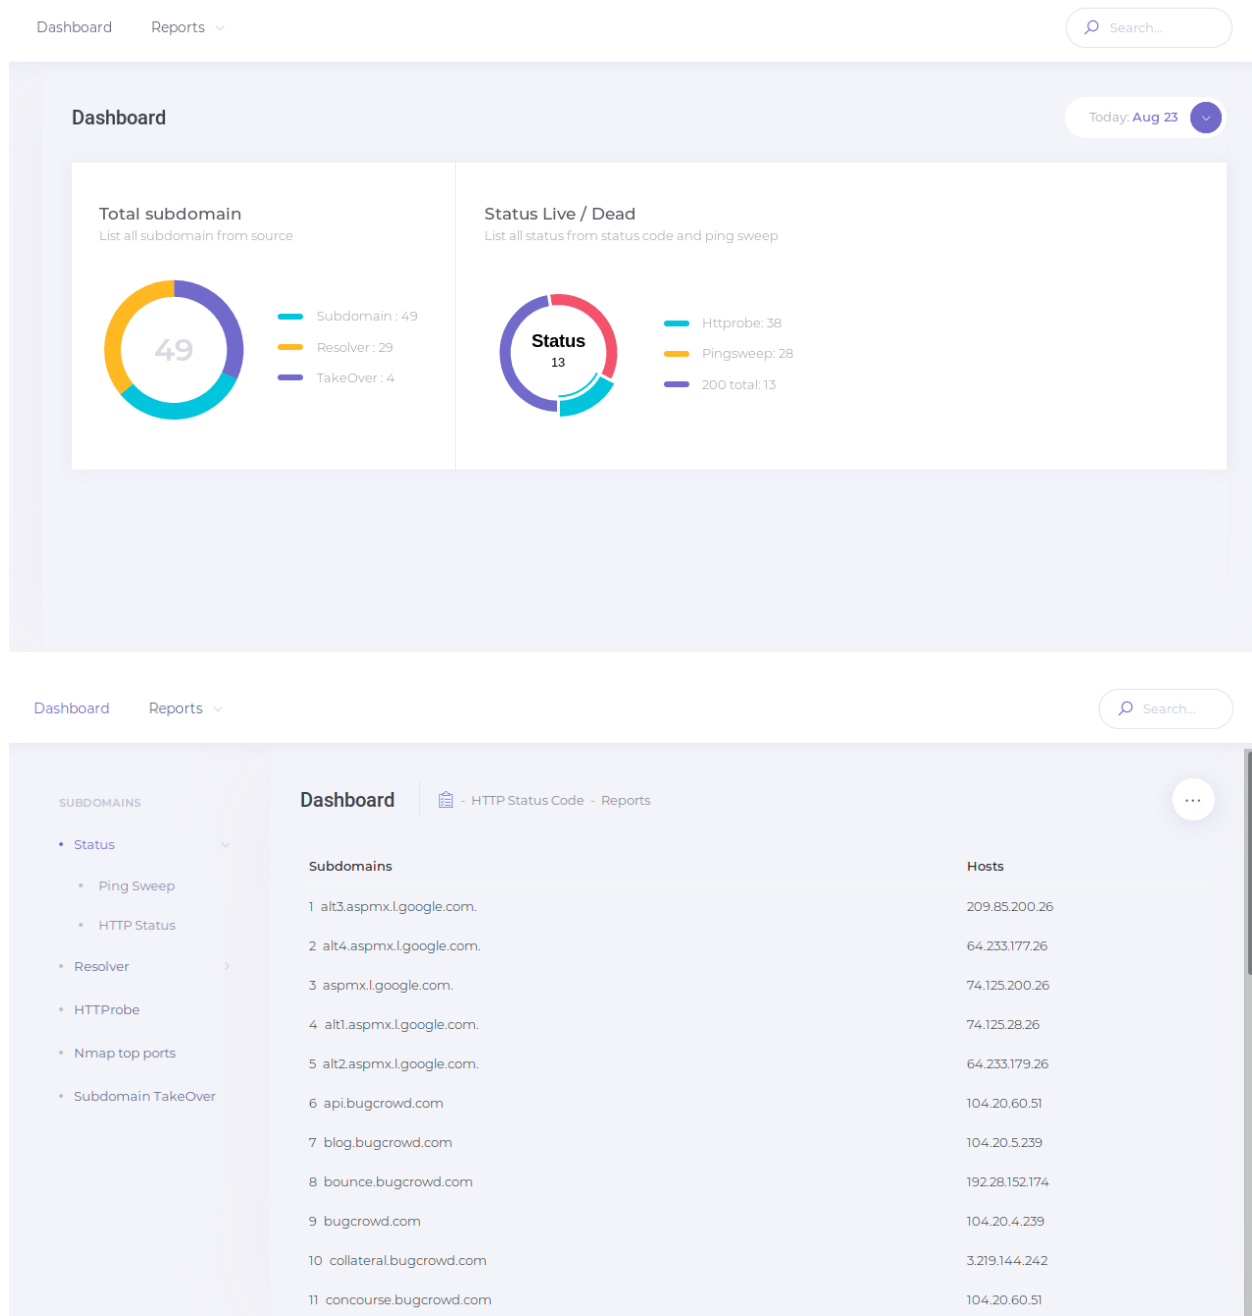 Dashboard Reports Search...
Dashboard Today: Aug 23
Total subdomain
List all subdomain from source
49
Subdomain : 49
Resolver : 29
TakeOver : 4
Status Live / Dead
List all status from status code and ping sweep
Status
13
Httprobe: 38
Pingsweep: 28
200 total: 13
Dashboard Reports Search...
SUBDOMAINS
Status
Ping Sweep
HTTP Status
Resolver
HTTProbe
Nmap top ports
Subdomain TakeOver
Dashboard - HTTP Status Code - Reports ...
Subdomains Hosts
1 alt3.aspmx.l.google.com. 209.85.200.26
2 alt4.aspmx.l.google.com. 64.233.177.26
3 aspmx.l.google.com. 74.125.200.26
4 alt1.aspmx.l.google.com. 74.125.28.26
5 alt2.aspmx.l.google.com. 64.233.179.26
6 api.bugcrowd.com 104.20.60.51
7 blog.bugcrowd.com 104.20.5.239
8 bounce.bugcrowd.com 192.28.152.174
9 bugcrowd.com 104.20.4.239
10 collateral.bugcrowd.com 3.219.144.242
11 concourse.bugcrowd.com 104.20.60.51